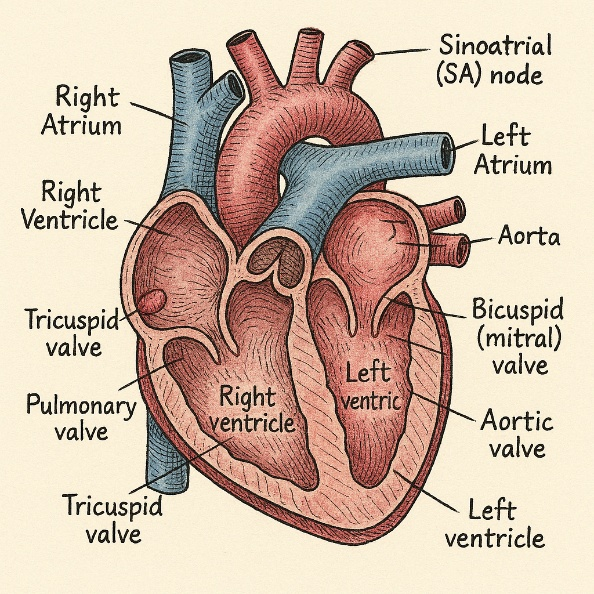 Sinoatrial
(SA) node
Right
Atrium
Left
Atrium
Right
Ventricle
Aorta
Tricuspid
valve
Bicuspid
(mitral)
valve
Left
ventric
Right
ventricle
Pulmonary
valve
Aortic
valve
Tricuspid
valve
Left
ventricle